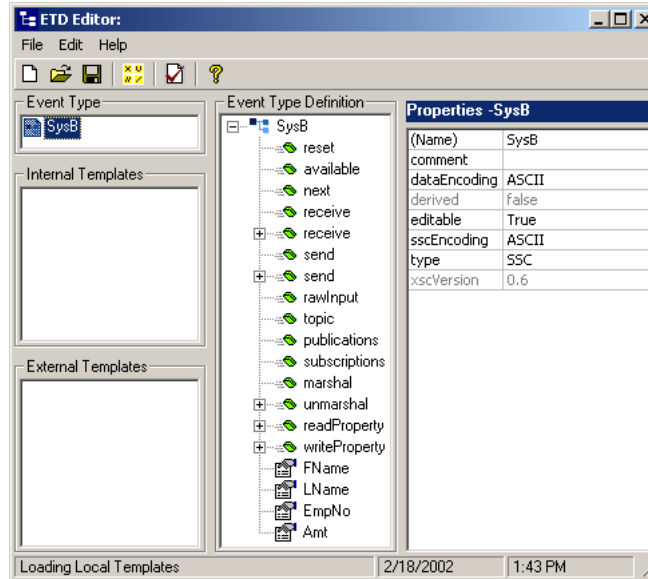 ETD Editor:
File Edit Help
Event Type
SysB
Internal Templates
External Templates
Event Type Definition
SysB
reset
available
next
receive
receive
send
send
rawInput
topic
publications
subscriptions
marshal
unmarshal
readProperty
writeProperty
FName
LName
EmpNo
Amt
Properties -SysB
(Name) SysB
comment
dataEncoding ASCII
derived false
editable True
sscEncoding ASCII
type SSC
xscVersion 0.6
Loading Local Templates 2/18/2002 1:43 PM